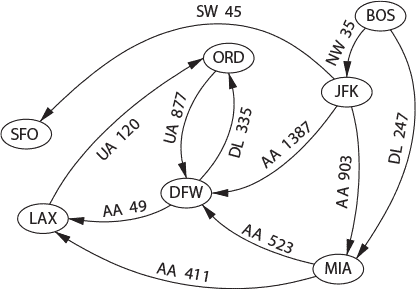 SW 45
BOS
NW 35
ORD
JFK
UA 877
DL 335
SFO
UA 120
AA 1387
DL 247
AA 903
DFW
AA 49
LAX
AA 523
AA 411
MIA